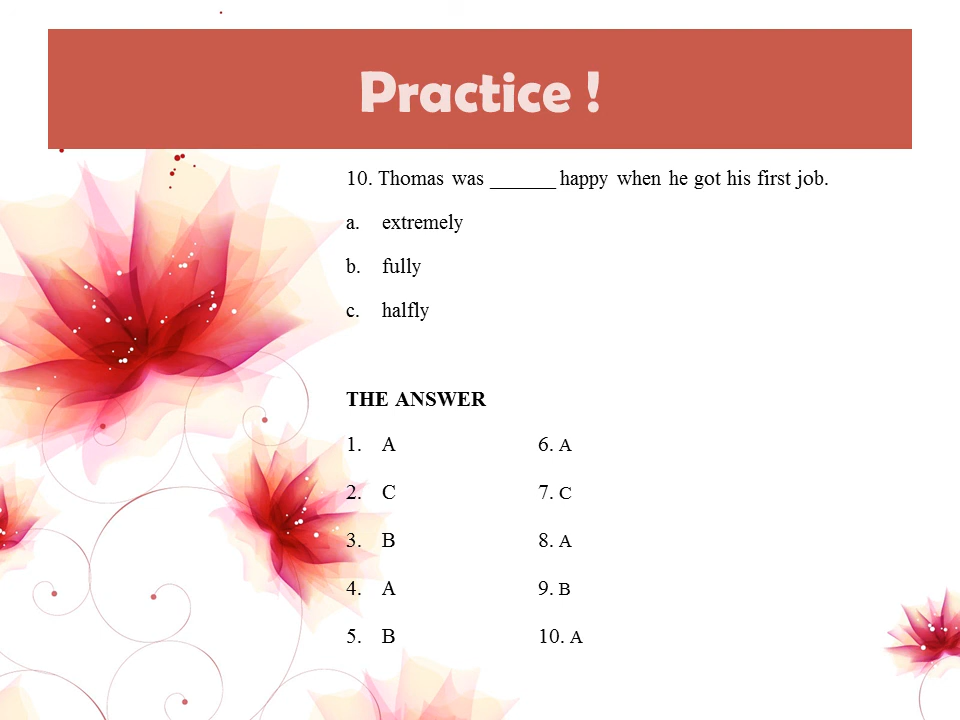 Practice !
10. Thomas was ______ happy when he got his first job.
a. extremely
b. fully
c. halfly
THE ANSWER
1. A 6. A
2. C 7. C
3. B 8. A
4. A 9. B
5. B 10. A